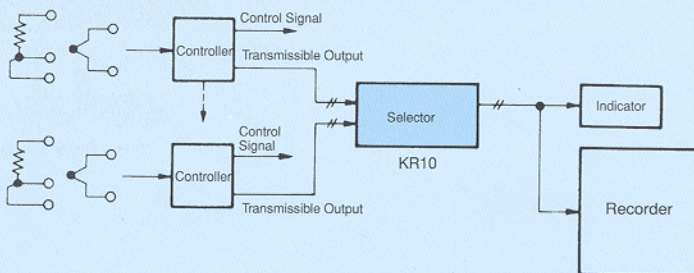 Control Signal
Controller
Transmissible Output
Selector
Indicator
KR10
Control
Signal
Controller
Transmissible Output
Recorder